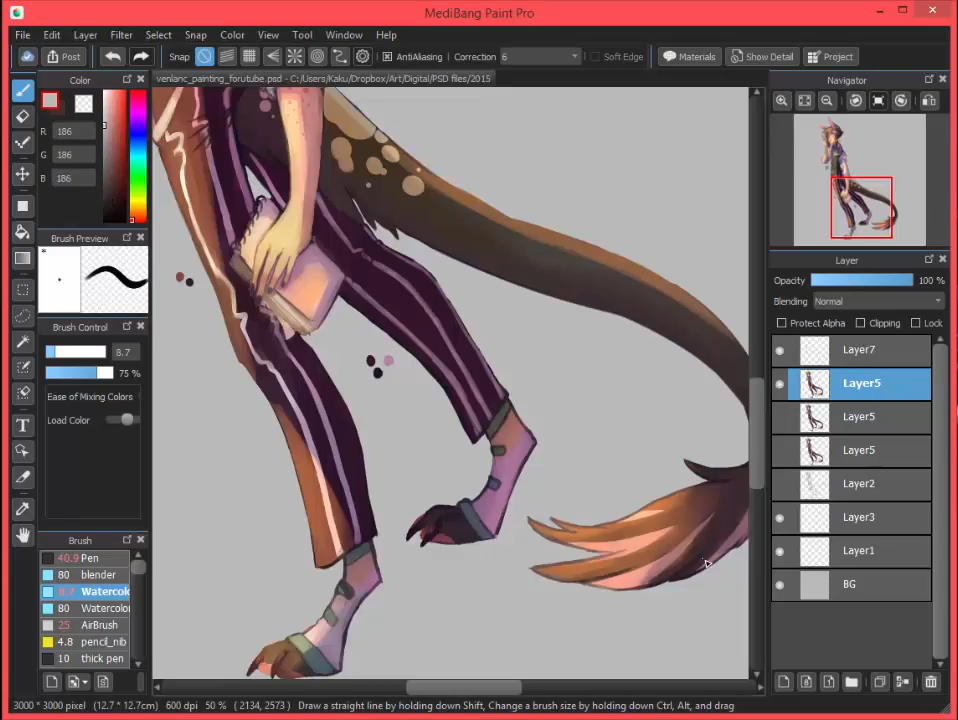 MediBang Paint Pro
File Edit Layer Filter Select Snap Color View Tool Window Help
Post Snap AntiAliasing Correction 6 Soft Edge Materials Show Detail Project
Color venlanc_painting_forutube.psd - C:/Users/Kaku/Dropbox/Art/Digital/PSD files/2015 Navigator
R 186
G 186
B 186
Brush Preview
Brush Control
8.7
75 %
Ease of Mixing Colors
Load Color
Brush
40.9 Pen
80 blender
8.7 Watercolo
80 Watercolo
25 AirBrush
4.8 pencil_nib
10 thick pen
Layer
Opacity 100 %
Blending Normal
Protect Alpha Clipping Lock
Layer7
Layer5
Layer5
Layer5
Layer2
Layer3
Layer1
BG
3000 * 3000 pixel (12.7 * 12.7cm) 600 dpi 50 % ( 2134, 2573 ) Draw a straight line by holding down Shift, Change a brush size by holding down Ctrl, Alt, and drag